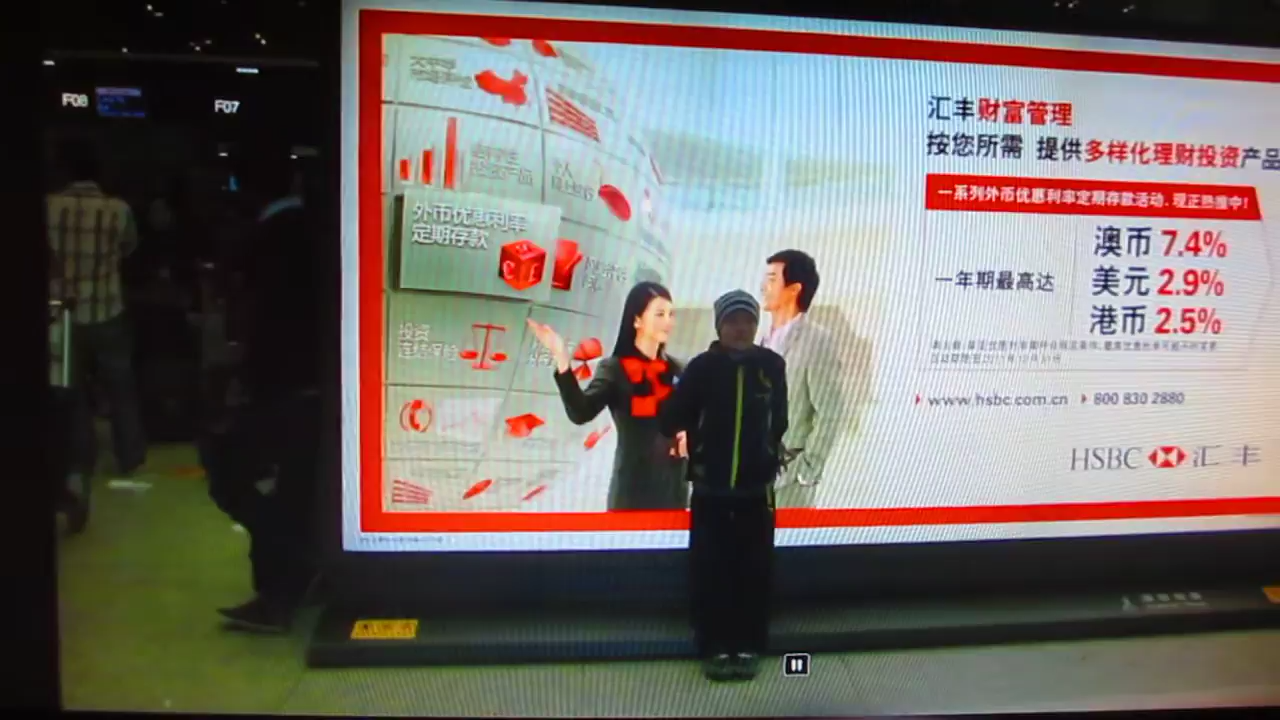 F08
F07
汇丰财富管理
按您所需 提供多样化理财投资产品
一系列外币优惠利率定期存款活动，现正热推中！
一年期最高达
澳币 7.4%
美元 2.9%
港币 2.5%
www.hsbc.com.cn
800 830 2880
HSBC 汇丰
外币优惠利率
定期存款
投资
连结保险